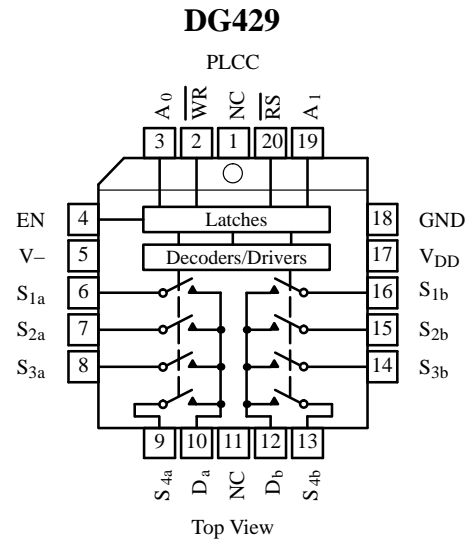 DG429
PLCC
A0 WR NC RS A1
3 2 1 20 19
EN 4 Latches 18 GND
V– 5 Decoders/Drivers 17 VDD
S1a 6 16 S1b
S2a 7 15 S2b
S3a 8 14 S3b
9 10 11 12 13
S4a Da NC Db S4b
Top View